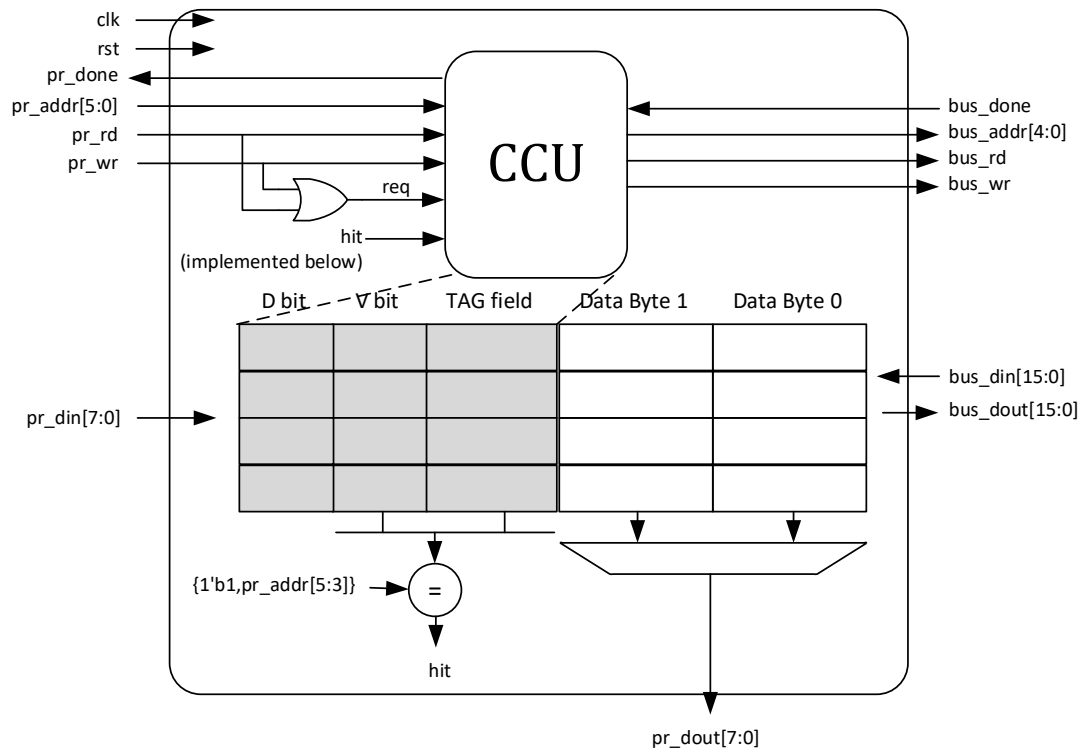 clk
rst
pr_done
pr_addr[5:0]
pr_rd
pr_wr
req
hit
(implemented below)
CCU
bus_done
bus_addr[4:0]
bus_rd
bus_wr
D bit V bit TAG field Data Byte 1 Data Byte 0
bus_din[15:0]
bus_dout[15:0]
pr_din[7:0]
{1'b1,pr_addr[5:3]}
=
hit
pr_dout[7:0]